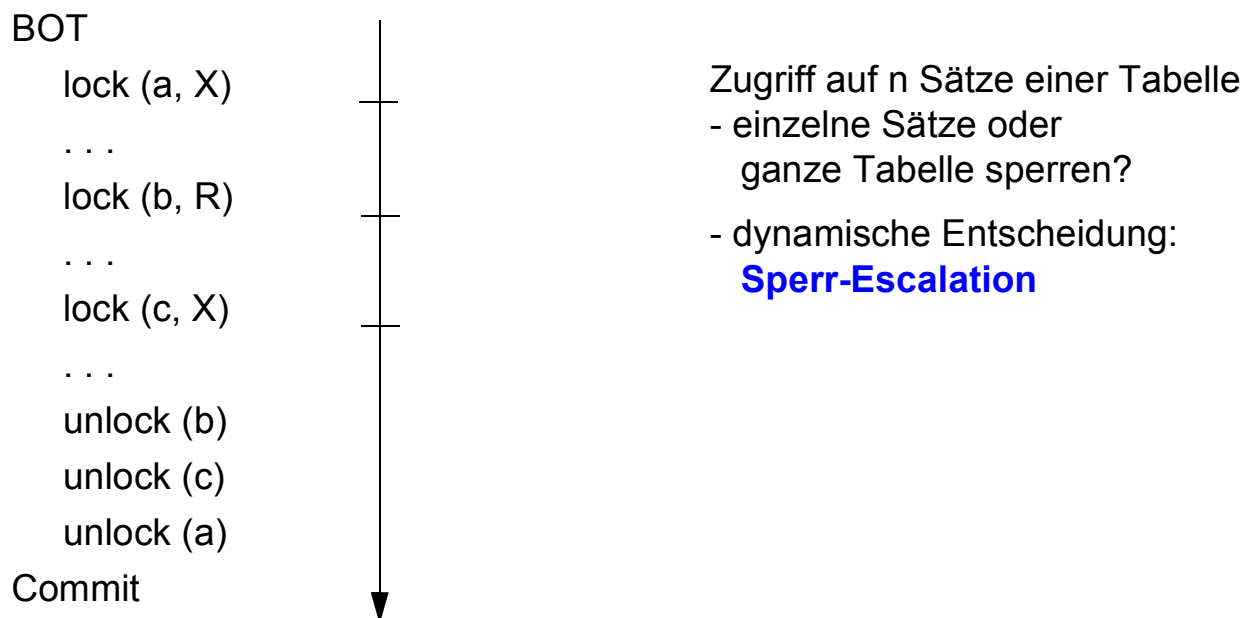 BOT
lock (a, X)
. . .
lock (b, R)
. . .
lock (c, X)
. . .
unlock (b)
unlock (c)
unlock (a)
Commit
Zugriff auf n Sätze einer Tabelle
- einzelne Sätze oder
ganze Tabelle sperren?
- dynamische Entscheidung:
Sperr-Escalation